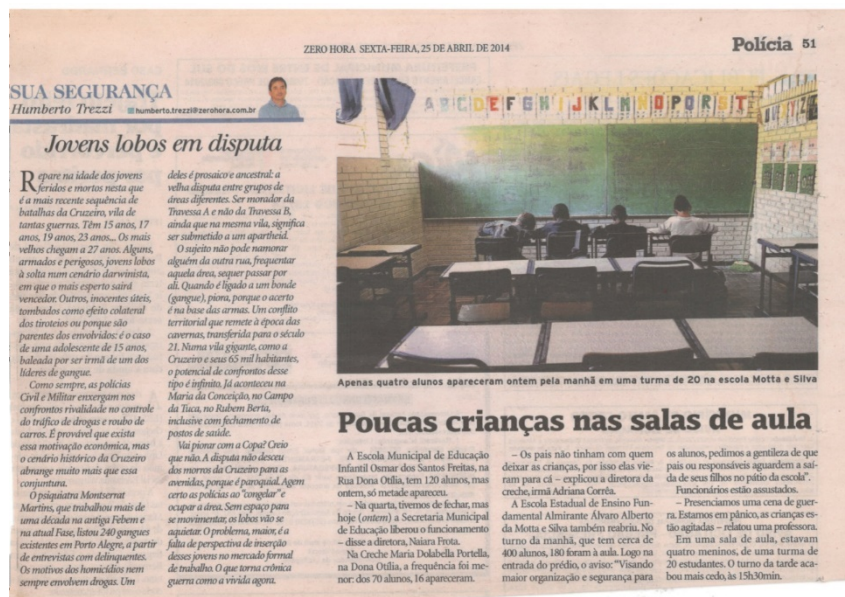 ZERO HORA SEXTA-FEIRA, 25 DE ABRIL DE 2014
Polícia 51
SUA SEGURANÇA
Humberto Trezzi humberto.trezzi@zerohora.com.br
Jovens lobos em disputa
Repare na idade dos jovens
feridos e mortos nesta que
é a mais recente sequência de
batalhas da Cruzeiro, vila de
tantas guerras. Têm 15 anos, 17
anos, 19 anos, 23 anos... Os mais
velhos chegam a 27 anos. Alguns,
armados e perigosos, jovens lobos
à solta num cenário darwinista,
em que o mais esperto sairá
vencedor. Outros, inocentes úteis,
tombados como efeito colateral
dos tiroteios ou porque são
parentes dos envolvidos: é o caso
de uma adolescente de 15 anos,
baleada por ser irmã de um dos
líderes de gangue.
Como sempre, as polícias
Civil e Militar enxergam nos
confrontos rivalidade no controle
do tráfico de drogas e roubo de
carros. É provável que exista
essa motivação econômica, mas
o cenário histórico da Cruzeiro
abrange muito mais que essa
conjuntura.
O psiquiatra Montserrat
Martins, que trabalhou mais de
uma década na antiga Febem e
na atual Fase, listou 240 gangues
existentes em Porto Alegre, a partir
de entrevistas com delinquentes.
Os motivos dos homicídios nem
sempre envolvem drogas. Um
deles é prosaico e ancestral: a
velha disputa entre grupos de
áreas diferentes. Ser morador da
Travessa A e não da Travessa B,
ainda que na mesma vila, significa
ser submetido a um apartheid.
O sujeito não pode namorar
alguém da outra rua, frequentar
aquela área, sequer passar por
ali. Quando é ligado a um bonde
(gangue), piora, porque o acerto
é na base das armas. Um conflito
territorial que remete à época das
cavernas, transferida para o século
21. Numa vila gigante, como a
Cruzeiro e seus 65 mil habitantes,
o potencial de confrontos desse
tipo é infinito. Já aconteceu na
Maria da Conceição, no Campo
da Tuca, no Rubem Berta,
inclusive com fechamento de
postos de saúde.
Vai piorar com a Copa? Creio
que não. A disputa não desceu
dos morros da Cruzeiro para as
avenidas, porque é paroquial. Agem
certo as polícias ao "congelar" e
ocupar a área. Sem espaço para
se movimentar, os lobos vão se
aquietar. O problema, maior, é a
falta de perspectiva de inserção
desses jovens no mercado formal
de trabalho. O que torna crônica
guerra como a vivida agora.
A B C D E F G H I J K L M N O P Q R S T
Apenas quatro alunos apareceram ontem pela manhã em uma turma de 20 na escola Motta e Silva
Poucas crianças nas salas de aula
A Escola Municipal de Educação
Infantil Osmar dos Santos Freitas, na
Rua Dona Otília, tem 120 alunos, mas
ontem, só metade apareceu.
– Na quarta, tivemos de fechar, mas
hoje (ontem) a Secretaria Municipal
de Educação liberou o funcionamento
– disse a diretora, Naiara Frota.
Na Creche Maria Dolabella Portella,
na Dona Otília, a frequência foi me-
nor: dos 70 alunos, 16 apareceram.
– Os pais não tinham com quem
deixar as crianças, por isso elas vie-
ram para cá – explicou a diretora da
creche, irmã Adriana Corrêa.
A Escola Estadual de Ensino Fun-
damental Almirante Álvaro Alberto
da Motta e Silva também reabriu. No
turno da manhã, que tem cerca de
400 alunos, 180 foram à aula. Logo na
entrada do prédio, o aviso: "Visando
maior organização e segurança para
os alunos, pedimos a gentileza de que
pais ou responsáveis aguardem a saí-
da de seus filhos no pátio da escola".
Funcionários estão assustados.
– Presenciamos uma cena de guer-
ra. Estamos em pânico, as crianças es-
tão agitadas – relatou uma professora.
Em uma sala de aula, estavam
quatro meninos, de uma turma de
20 estudantes. O turno da tarde aca-
bou mais cedo, às 15h30min.